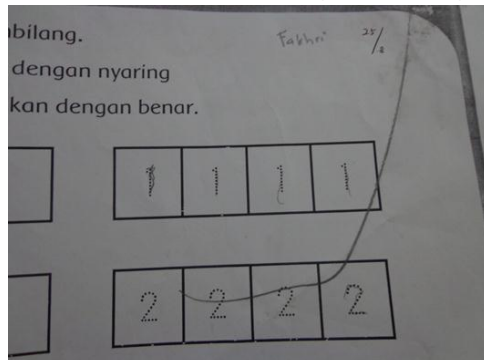 bilang.
Fakhri 25/8
dengan nyaring
kan dengan benar.
1 1 1 1
2 2 2 2